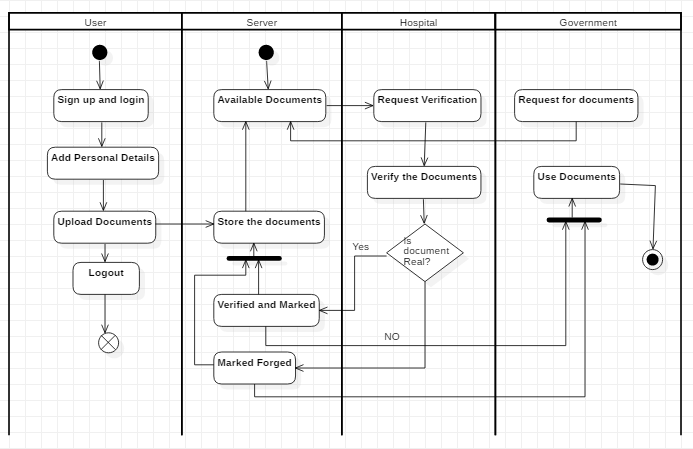 User
Server
Hospital
Government
Sign up and login
Available Documents
Request Verification
Request for documents
Add Personal Details
Verify the Documents
Use Documents
Upload Documents
Store the documents
Is
document
Real?
Yes
Logout
Verified and Marked
NO
Marked Forged